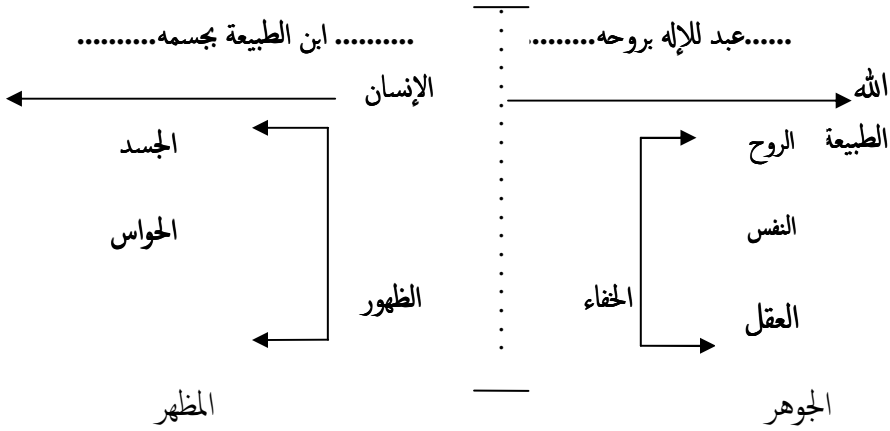 ......عبد للإله بروحه.......... .......... ابن الطبيعة بجسمه..........
الله الإنسان
الطبيعة الروح الجسد
النفس الحواس
العقل الخفاء الظهور
الجوهر المظهر